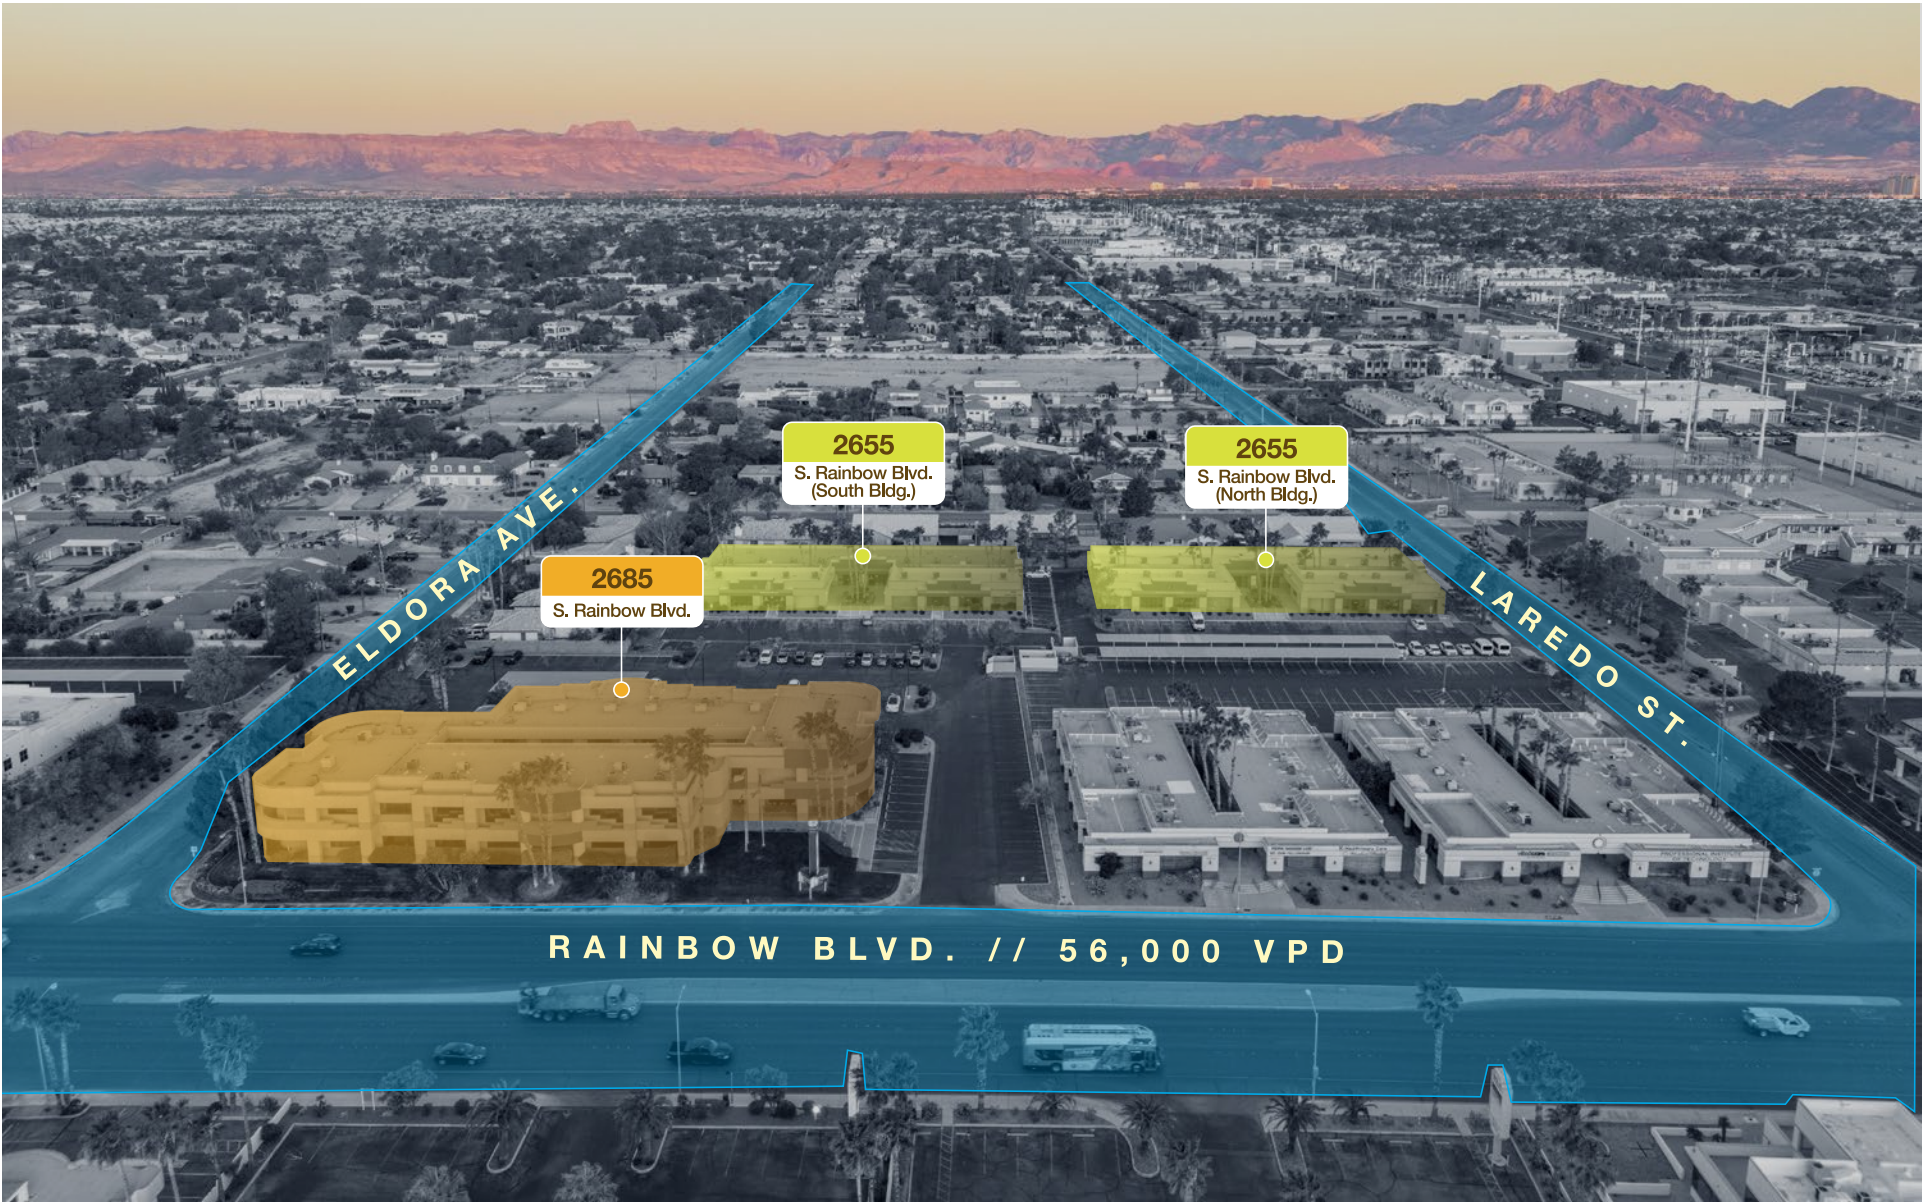 2655
S. Rainbow Blvd.
(South Bldg.)
2655
S. Rainbow Blvd.
(North Bldg.)
2685
S. Rainbow Blvd.
ELDORA AVE.
LAREDO ST.
RAINBOW BLVD. // 56,000 VPD